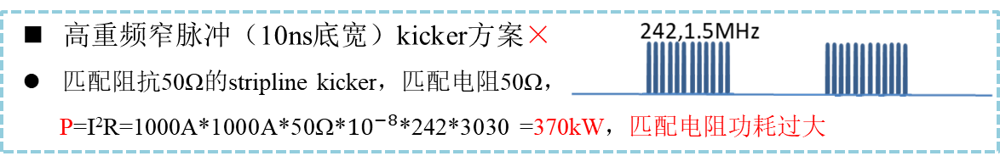 ■ 高重频窄脉冲（10ns底宽）kicker方案×
242,1.5MHz
● 匹配阻抗50Ω的stripline kicker，匹配电阻50Ω，
P=I²R=1000A*1000A*50Ω*10⁻⁸*242*3030 =370kW，匹配电阻功耗过大